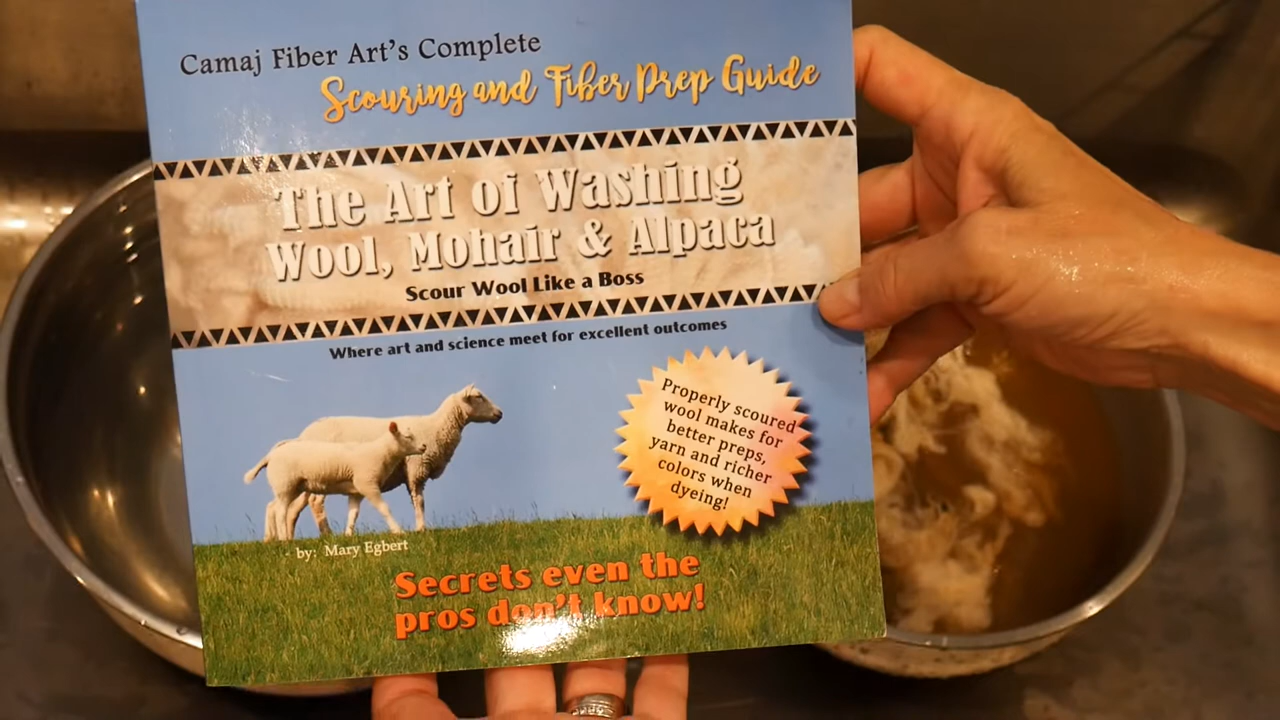 Camaj Fiber Art's Complete
Scouring and Fiber Prep Guide
The Art of Washing
Wool, Mohair & Alpaca
Scour Wool Like a Boss
Where art and science meet for excellent outcomes
Properly scoured
wool makes for
better preps,
yarn and richer
colors when
dyeing!
by: Mary Egbert
Secrets even the
pros don't know!